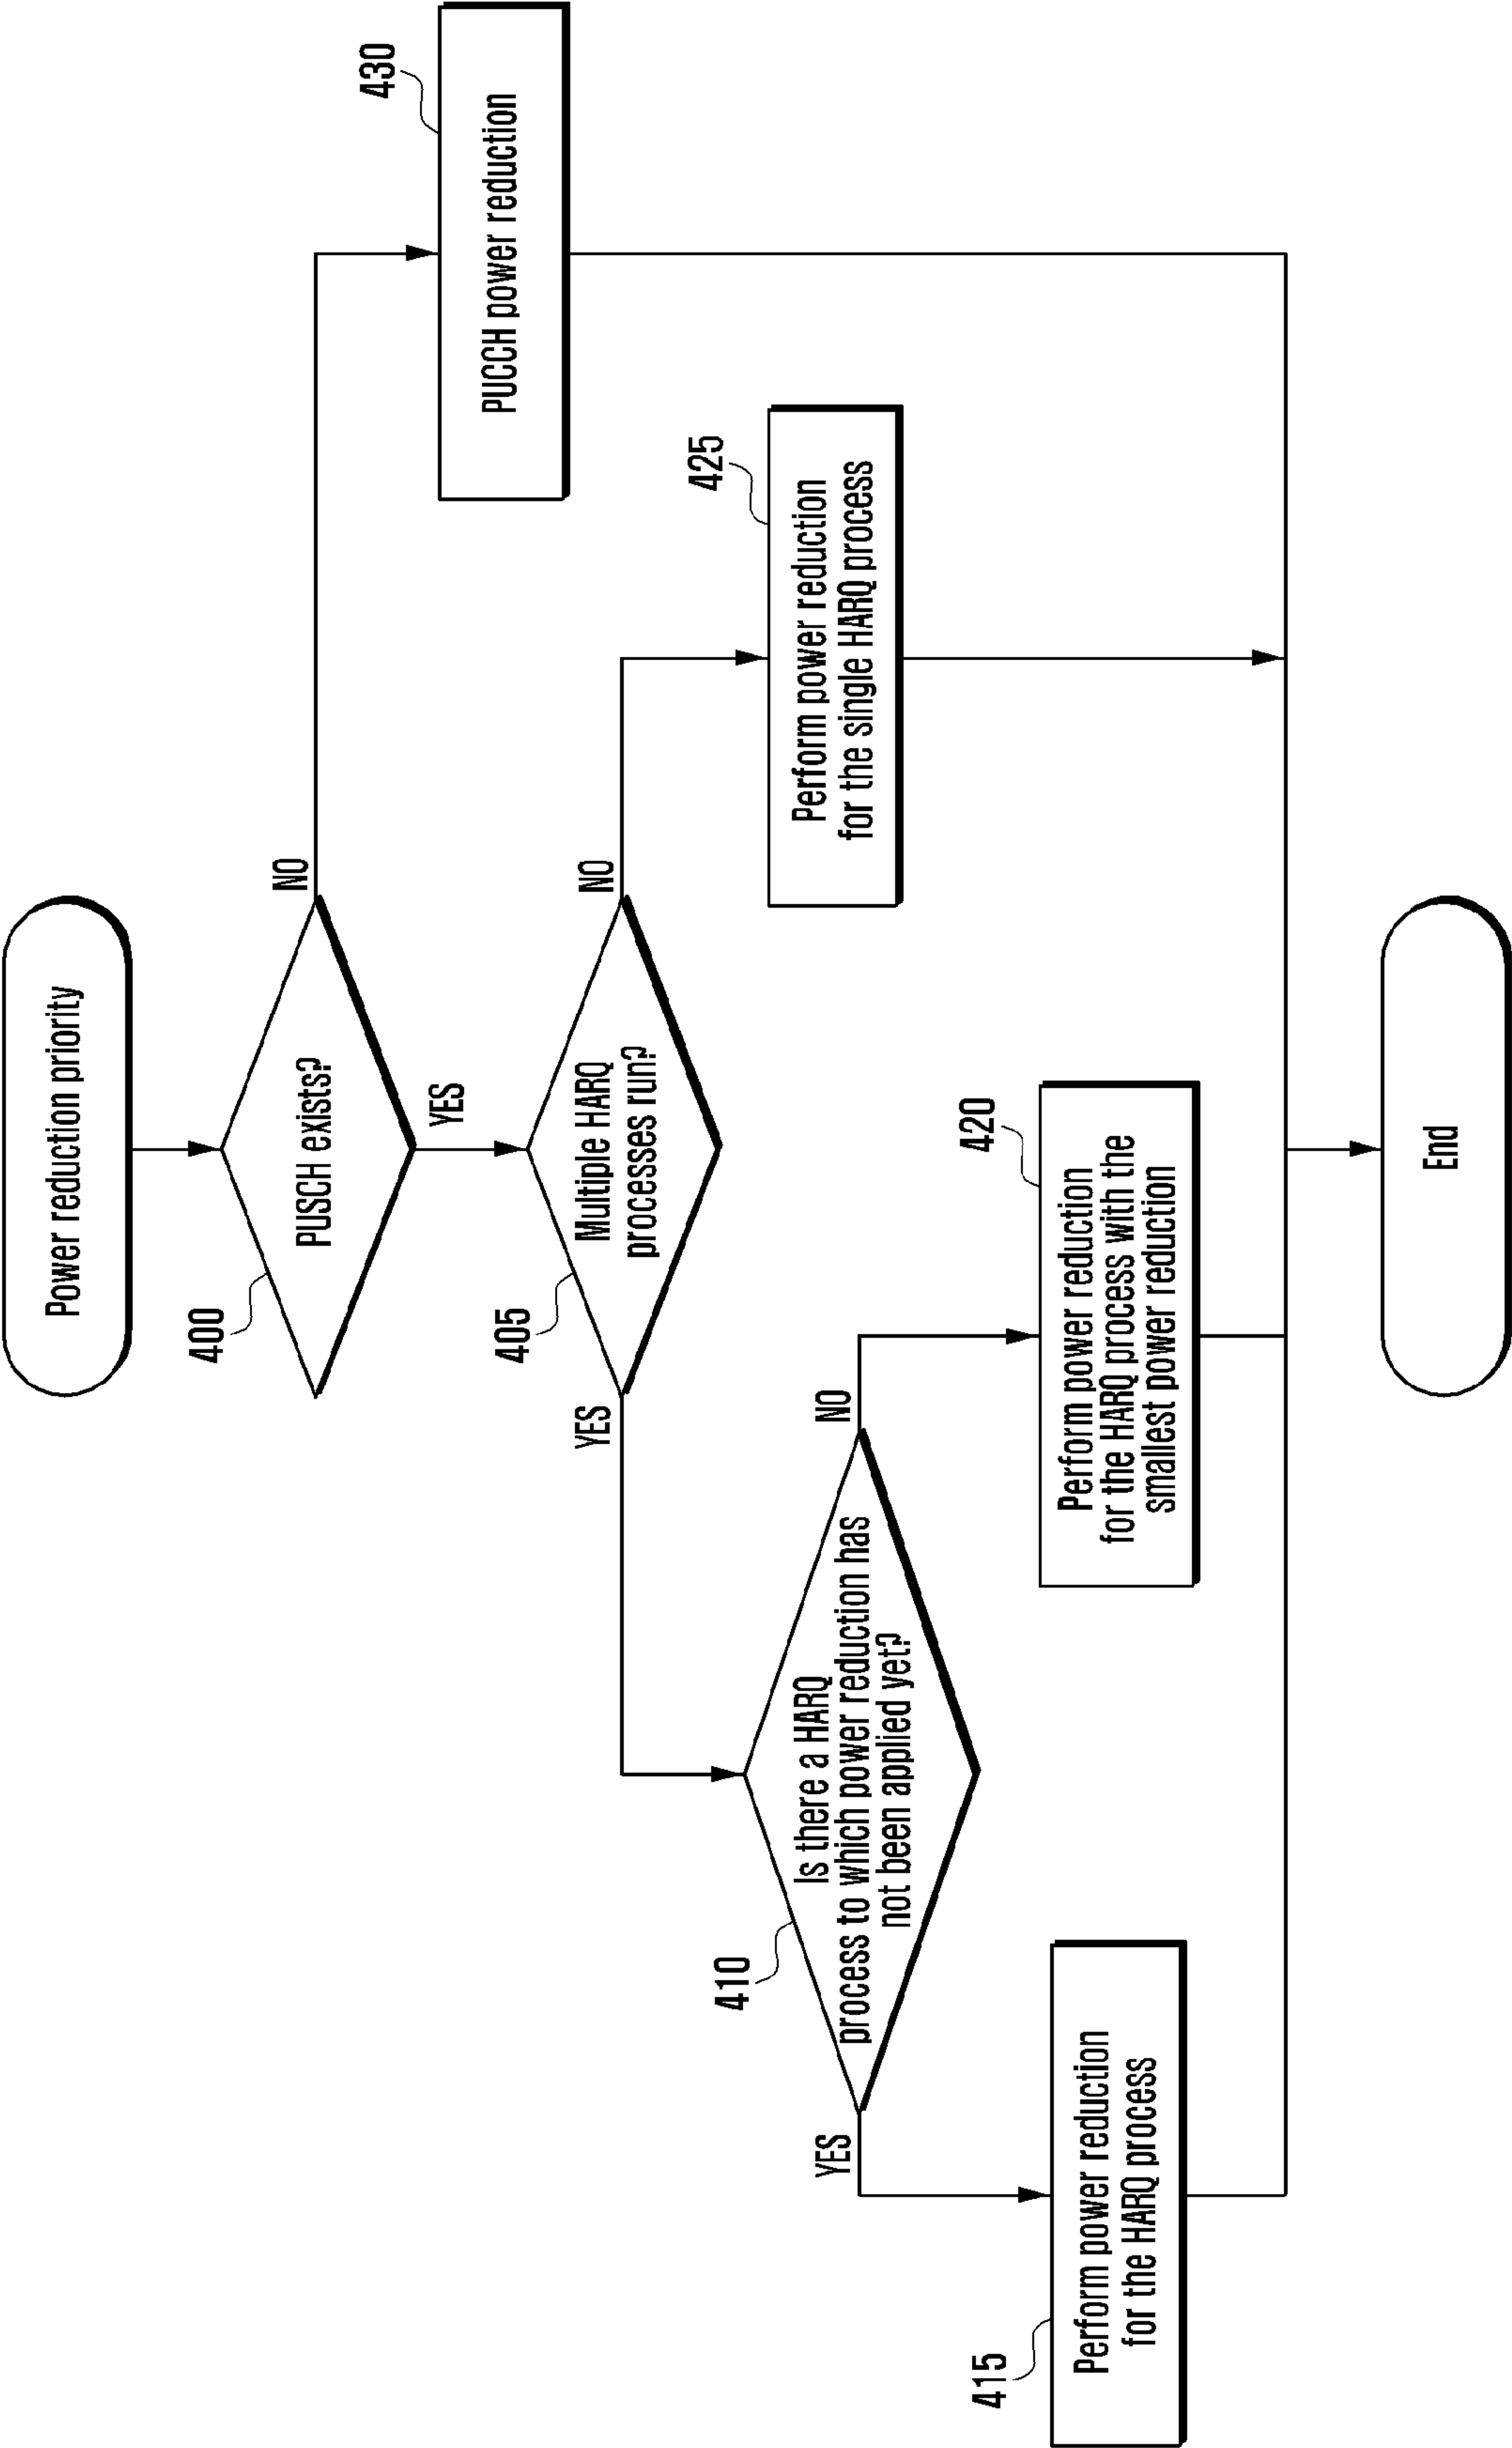 Power reduction priority
400
PUSCH exists?
NO
YES
430
PUCCH power reduction
405
Multiple HARQ
processes run?
YES
NO
425
Perform power reduction
for the single HARQ process
410
Is there a HARQ
process to which power reduction has
not been applied yet?
YES
NO
415
Perform power reduction
for the HARQ process
420
Perform power reduction
for the HARQ process with the
smallest power reduction
End